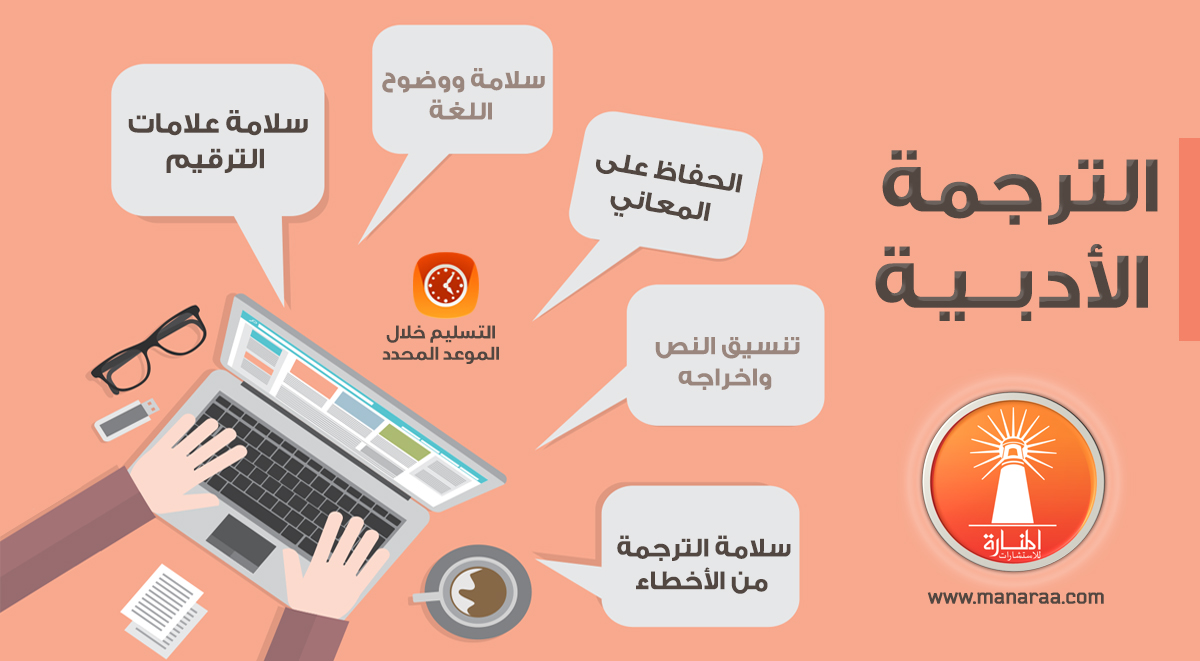 الترجمة
الأدبية
سلامة علامات
الترقيم
سلامة ووضوح
اللغة
الحفاظ على
المعاني
تنسيق النص
واخراجه
سلامة الترجمة
من الأخطاء
التسليم خلال
الموعد المحدد
المنارة
للاستشارات
www.manaraa.com